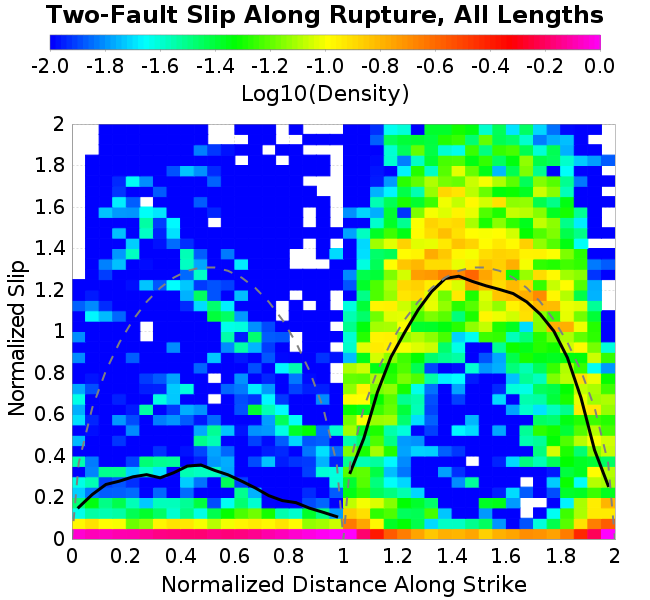 Two-Fault Slip Along Rupture, All Lengths
-2.0 -1.8 -1.6 -1.4 -1.2 -1.0 -0.8 -0.6 -0.4 -0.2 0.0
Log10(Density)
Normalized Slip
2
1.8
1.6
1.4
1.2
1
0.8
0.6
0.4
0.2
0
0 0.2 0.4 0.6 0.8 1 1.2 1.4 1.6 1.8 2
Normalized Distance Along Strike